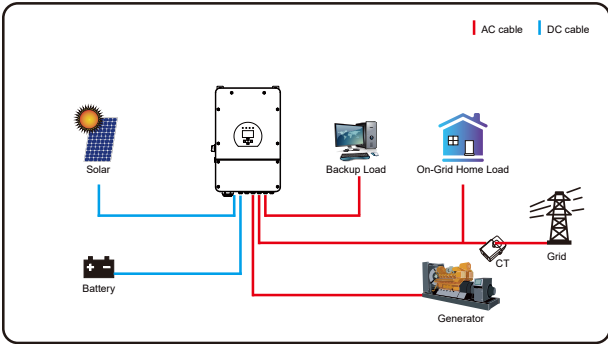 AC cable
DC cable
Solar
Backup Load
On-Grid Home Load
Grid
CT
Battery
Generator